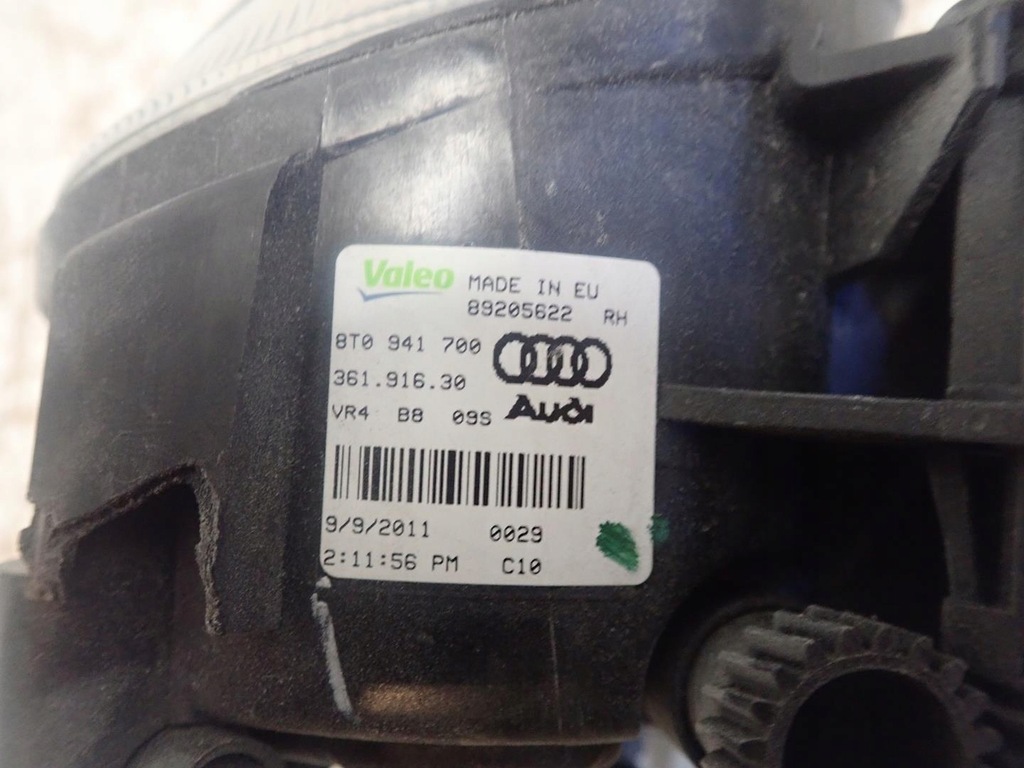 Valeo MADE IN EU
89205622 RH
8T0 941 700
361.916.30
VR4 B8 09S Audi
9/9/2011 0029
2:11:56 PM C10